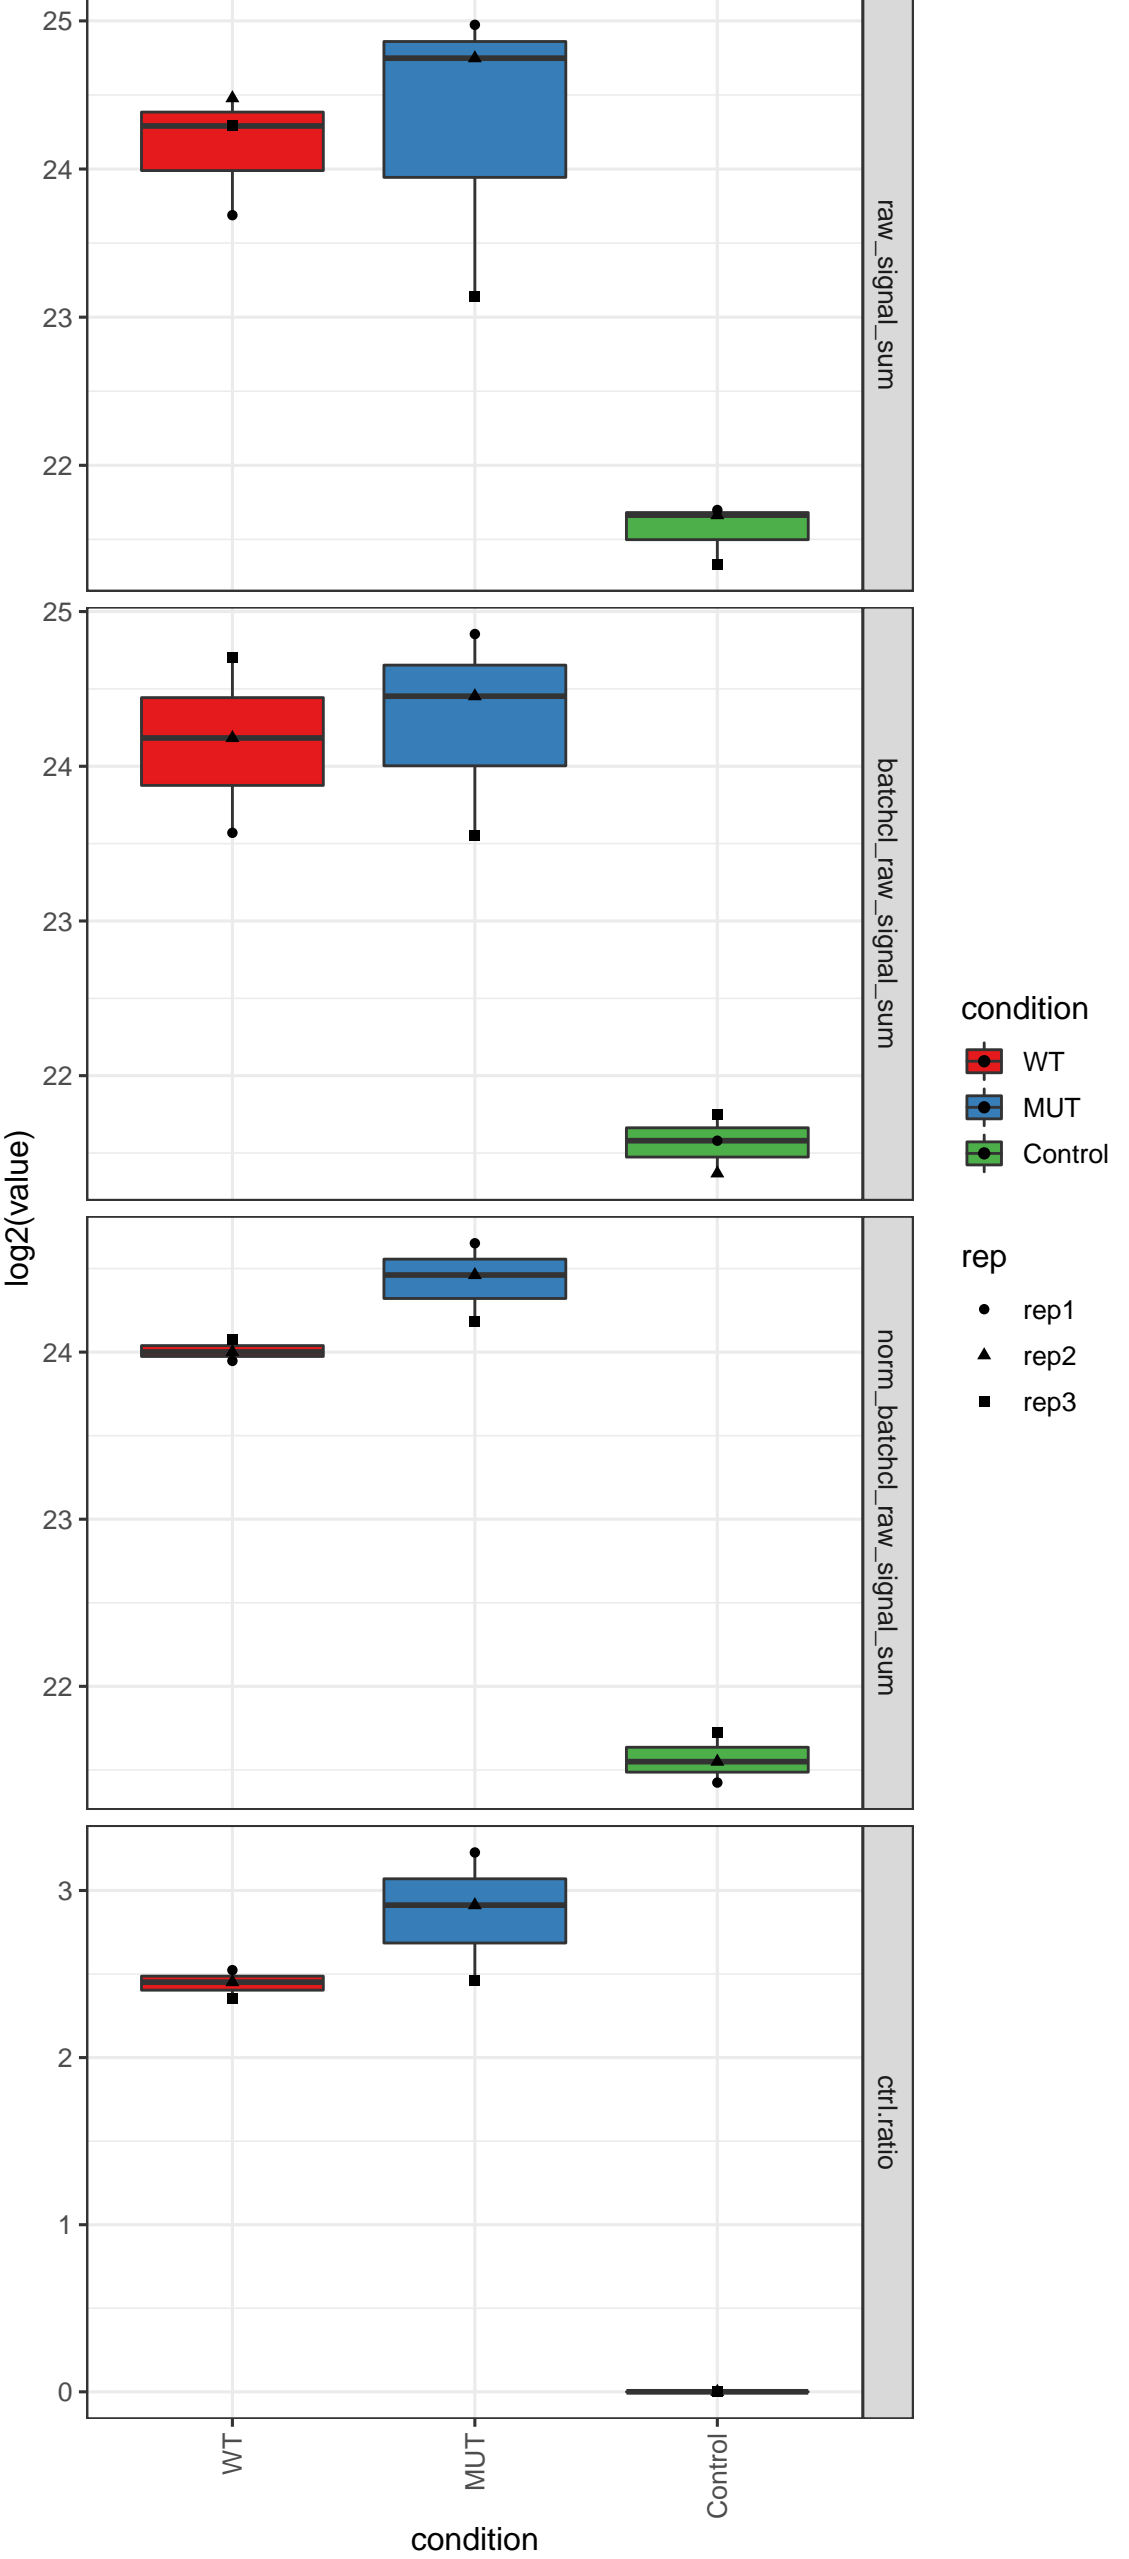 25
24
23
22
raw_signal_sum
25
24
23
22
batchcl_raw_signal_sum
24
23
22
norm_batchcl_raw_signal_sum
3
2
1
0
ctrl.ratio
log2(value)
WT
MUT
Control
condition
condition
WT
MUT
Control
rep
rep1
rep2
rep3